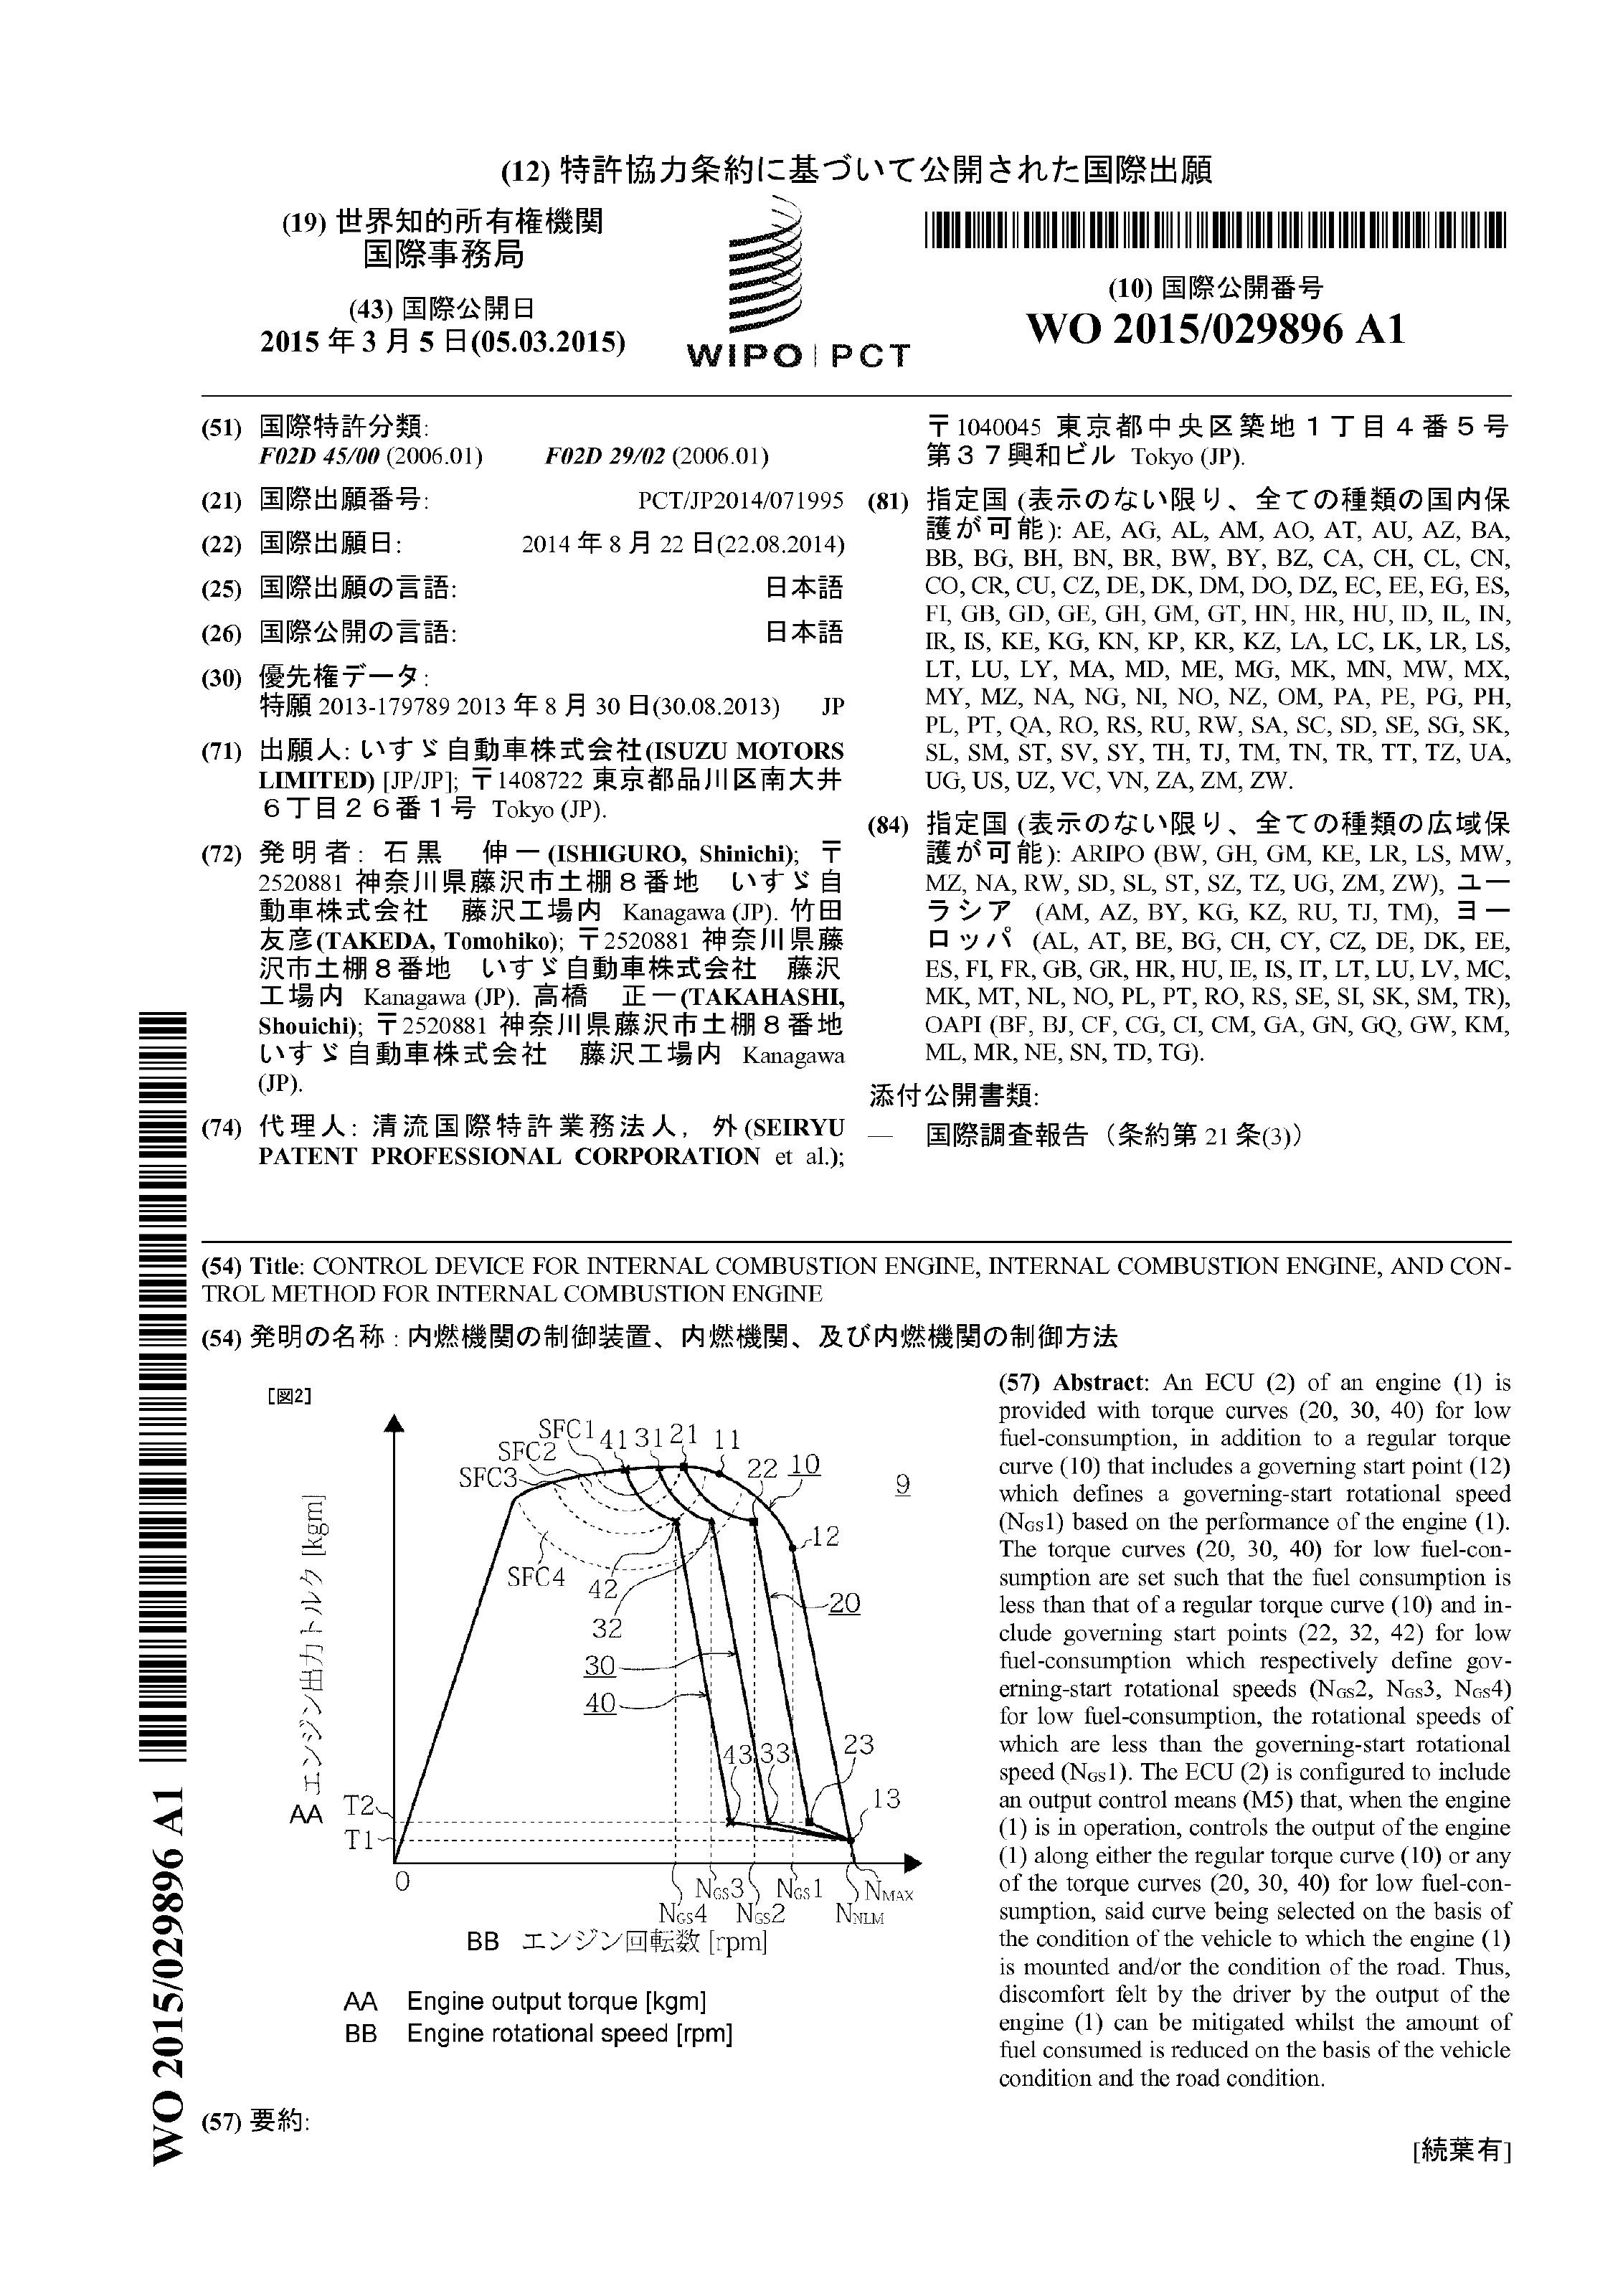 (12) 特許協力条約に基づいて公開された国際出願
(19) 世界知的所有権機関
国際事務局
(43) 国際公開日
2015 年 3 月 5 日(05.03.2015)
WIPO | PCT
(10) 国際公開番号
WO 2015/029896 A1
(51) 国際特許分類:
F02D 45/00 (2006.01) F02D 29/02 (2006.01)
(21) 国際出願番号: PCT/JP2014/071995
(22) 国際出願日: 2014 年 8 月 22 日(22.08.2014)
(25) 国際出願の言語: 日本語
(26) 国際公開の言語: 日本語
(30) 優先権データ:
特願 2013-179789 2013 年 8 月 30 日(30.08.2013) JP
(71) 出願人: いすゞ自動車株式会社(ISUZU MOTORS
LIMITED) [JP/JP]; 〒1408722 東京都品川区南大井
6丁目26番1号 Tokyo (JP).
(72) 発明者: 石黒 伸一(ISHIGURO, Shinichi); 〒
2520881 神奈川県藤沢市土棚8番地 いすゞ自
動車株式会社 藤沢工場内 Kanagawa (JP). 竹田
友彦(TAKEDA, Tomohiko); 〒2520881 神奈川県藤
沢市土棚8番地 いすゞ自動車株式会社 藤沢
工場内 Kanagawa (JP). 高橋 正一(TAKAHASHI,
Shouichi); 〒2520881 神奈川県藤沢市土棚8番地
いすゞ自動車株式会社 藤沢工場内 Kanagawa
(JP).
(74) 代理人: 清流国際特許業務法人, 外(SEIRYU
PATENT PROFESSIONAL CORPORATION et al.);
〒1040045 東京都中央区築地1丁目4番5号
第37興和ビル Tokyo (JP).
(81) 指定国 (表示のない限り、全ての種類の国内保
護が可能): AE, AG, AL, AM, AO, AT, AU, AZ, BA,
BB, BG, BH, BN, BR, BW, BY, BZ, CA, CH, CL, CN,
CO, CR, CU, CZ, DE, DK, DM, DO, DZ, EC, EE, EG, ES,
FI, GB, GD, GE, GH, GM, GT, HN, HR, HU, ID, IL, IN,
IR, IS, KE, KG, KN, KP, KR, KZ, LA, LC, LK, LR, LS,
LT, LU, LY, MA, MD, ME, MG, MK, MN, MW, MX,
MY, MZ, NA, NG, NI, NO, NZ, OM, PA, PE, PG, PH,
PL, PT, QA, RO, RS, RU, RW, SA, SC, SD, SE, SG, SK,
SL, SM, ST, SV, SY, TH, TJ, TM, TN, TR, TT, TZ, UA,
UG, US, UZ, VC, VN, ZA, ZM, ZW.
(84) 指定国 (表示のない限り、全ての種類の広域保
護が可能): ARIPO (BW, GH, GM, KE, LR, LS, MW,
MZ, NA, RW, SD, SL, ST, SZ, TZ, UG, ZM, ZW), ユー
ラシア (AM, AZ, BY, KG, KZ, RU, TJ, TM), ヨー
ロッパ (AL, AT, BE, BG, CH, CY, CZ, DE, DK, EE,
ES, FI, FR, GB, GR, HR, HU, IE, IS, IT, LT, LU, LV, MC,
MK, MT, NL, NO, PL, PT, RO, RS, SE, SI, SK, SM, TR),
OAPI (BF, BJ, CF, CG, CI, CM, GA, GN, GQ, GW, KM,
ML, MR, NE, SN, TD, TG).
添付公開書類:
— 国際調査報告(条約第 21 条(3))
(54) Title: CONTROL DEVICE FOR INTERNAL COMBUSTION ENGINE, INTERNAL COMBUSTION ENGINE, AND CON-
TROL METHOD FOR INTERNAL COMBUSTION ENGINE
(54) 発明の名称 : 内燃機関の制御装置、内燃機関、及び内燃機関の制御方法
[図2]
SFC1 41 31 21 11
SFC2
SFC3
22 10
9
12
SFC4
42
32
20
30
40
43 33 23
13
AA エンジン出力トルク [kgm]
T2
T1
0
NGS3 NGS1 NMAX
NGS4 NGS2 NNLM
BB エンジン回転数 [rpm]
AA Engine output torque [kgm]
BB Engine rotational speed [rpm]
(57) Abstract: An ECU (2) of an engine (1) is
provided with torque curves (20, 30, 40) for low
fuel-consumption, in addition to a regular torque
curve (10) that includes a governing start point (12)
which defines a governing-start rotational speed
(NGS1) based on the performance of the engine (1).
The torque curves (20, 30, 40) for low fuel-con-
sumption are set such that the fuel consumption is
less than that of a regular torque curve (10) and in-
clude governing start points (22, 32, 42) for low
fuel-consumption which respectively define gov-
erning-start rotational speeds (NGS2, NGS3, NGS4)
for low fuel-consumption, the rotational speeds of
which are less than the governing-start rotational
speed (NGS1). The ECU (2) is configured to include
an output control means (M5) that, when the engine
(1) is in operation, controls the output of the engine
(1) along either the regular torque curve (10) or any
of the torque curves (20, 30, 40) for low fuel-con-
sumption, said curve being selected on the basis of
the condition of the vehicle to which the engine (1)
is mounted and/or the condition of the road. Thus,
discomfort felt by the driver by the output of the
engine (1) can be mitigated whilst the amount of
fuel consumed is reduced on the basis of the vehicle
condition and the road condition.
(57) 要約:
[続葉有]
WO 2015/029896 A1